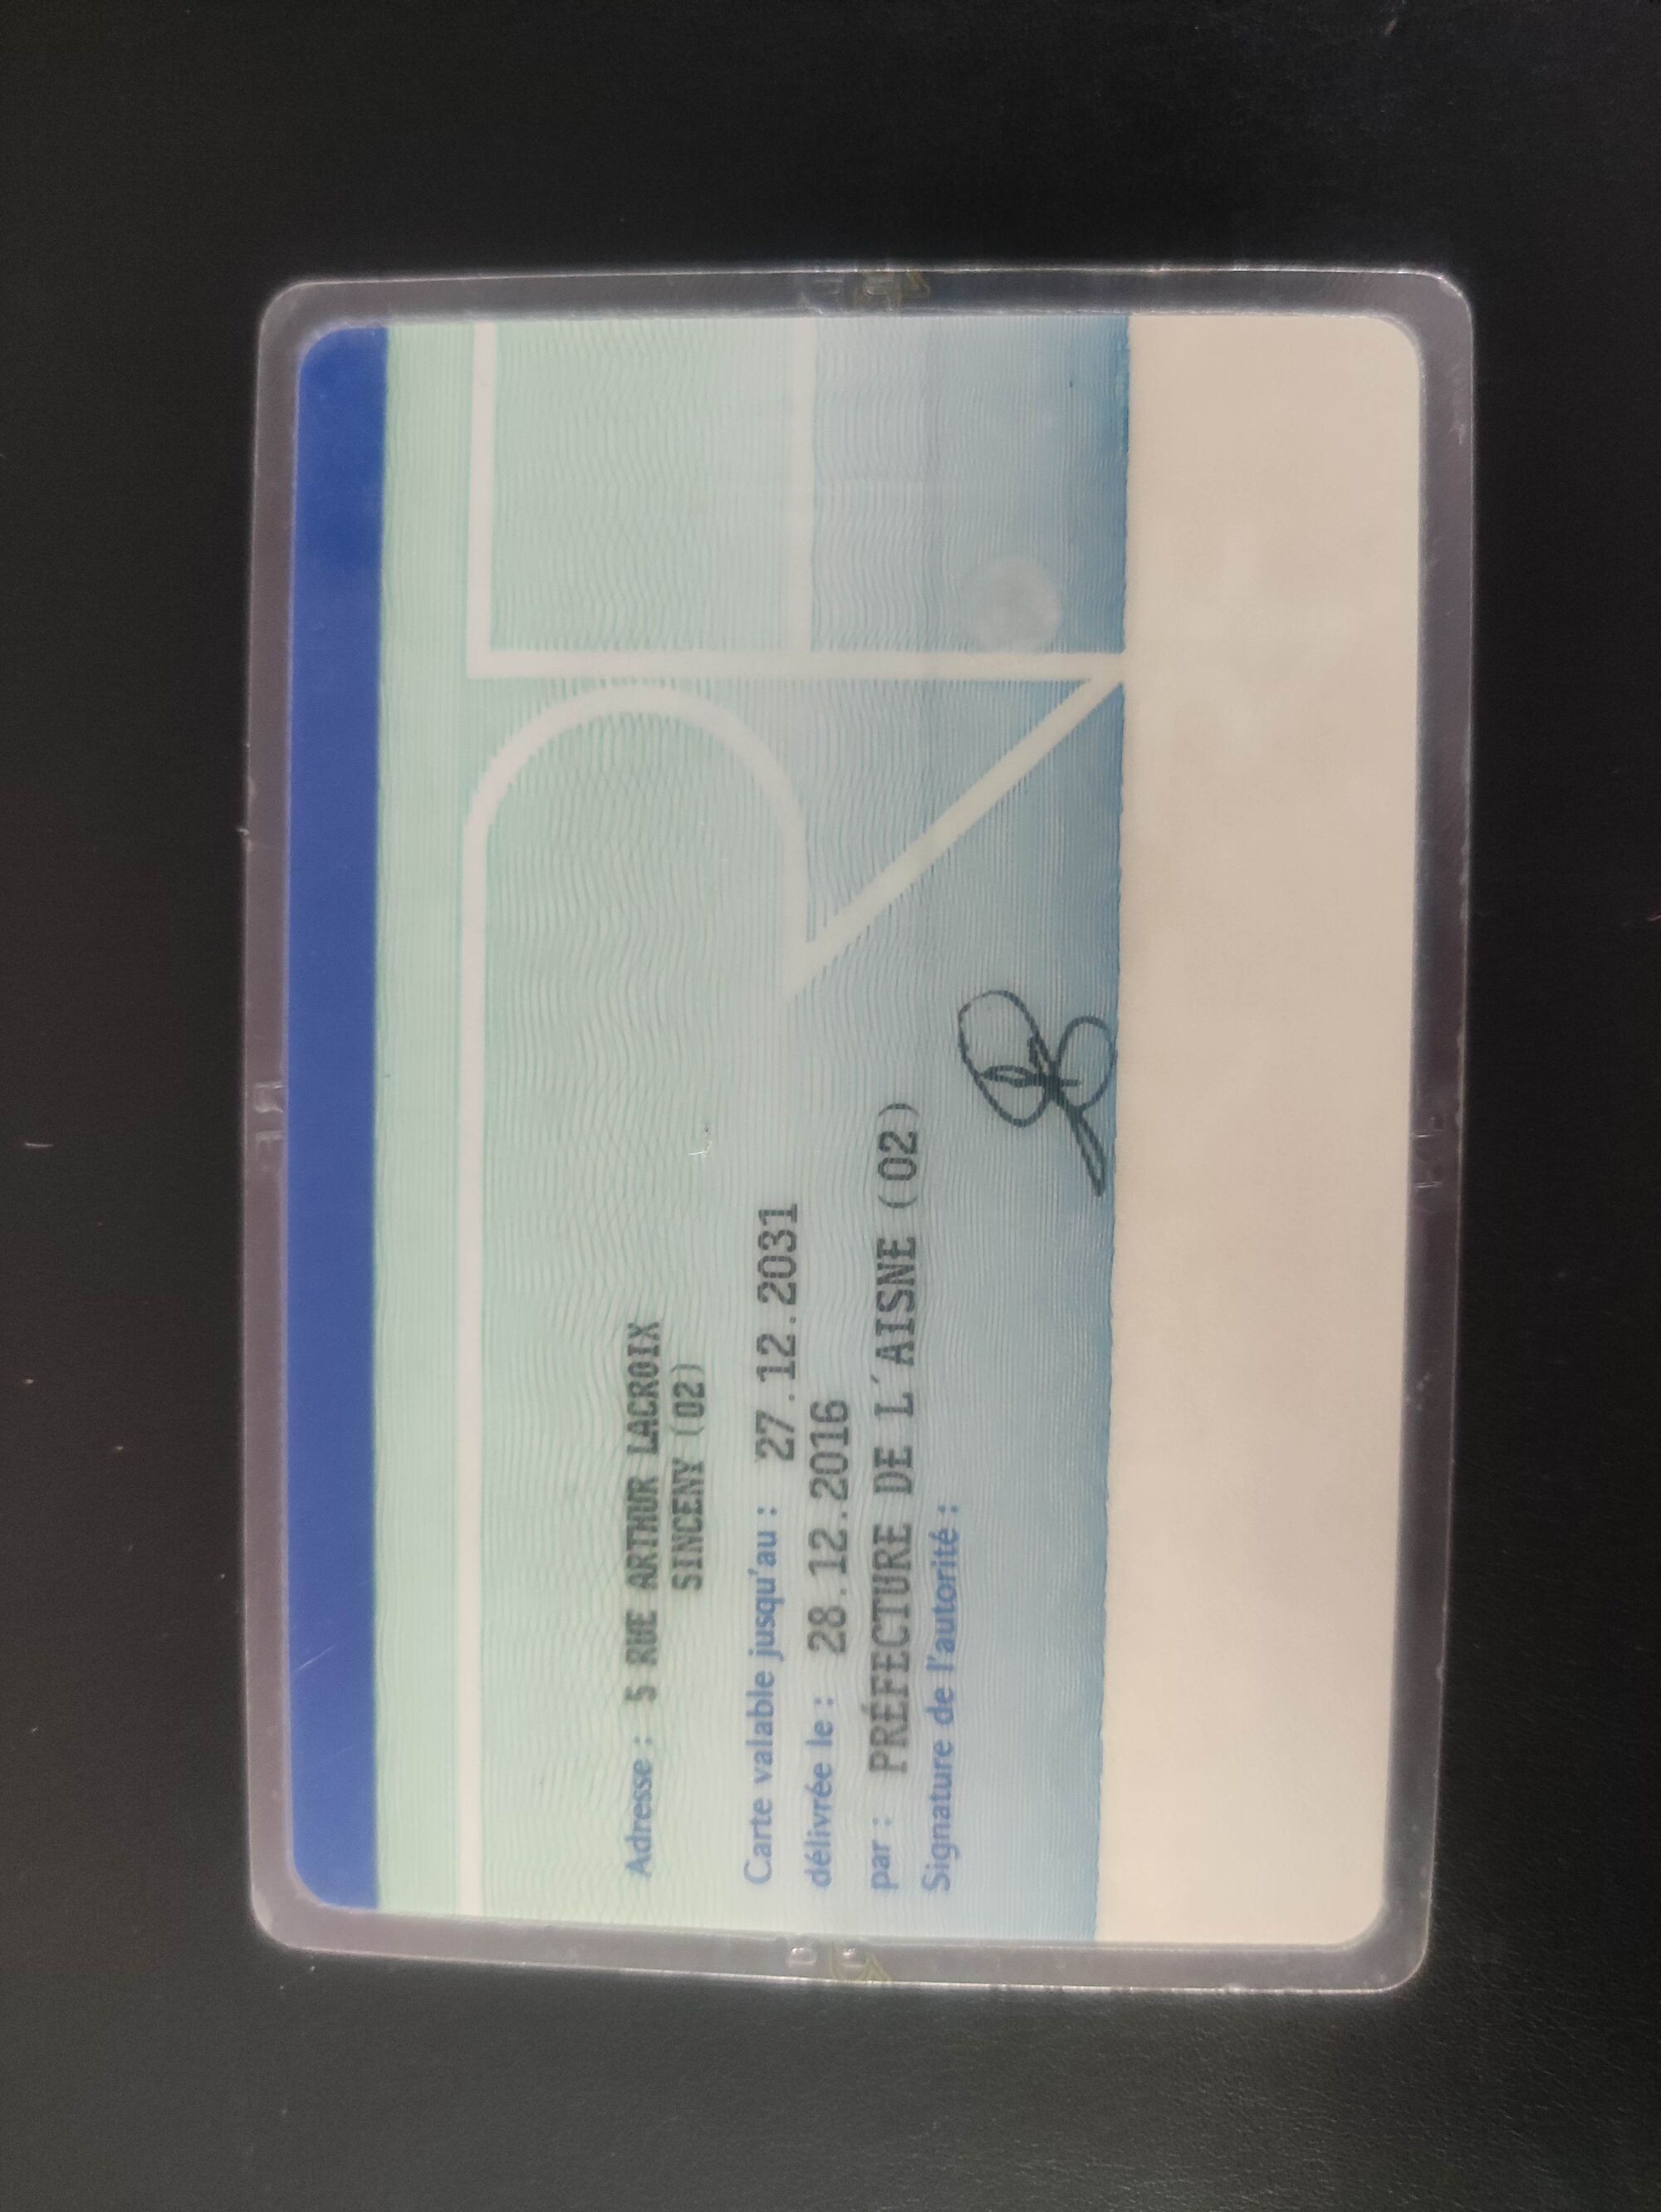 Adresse : 5 RUE ARTHUR LACROIX
SINCENY (02)
Carte valable jusqu'au : 27.12.2031
délivrée le : 28.12.2016
par : PRÉFECTURE DE L'AISNE (02)
Signature de l'autorité :